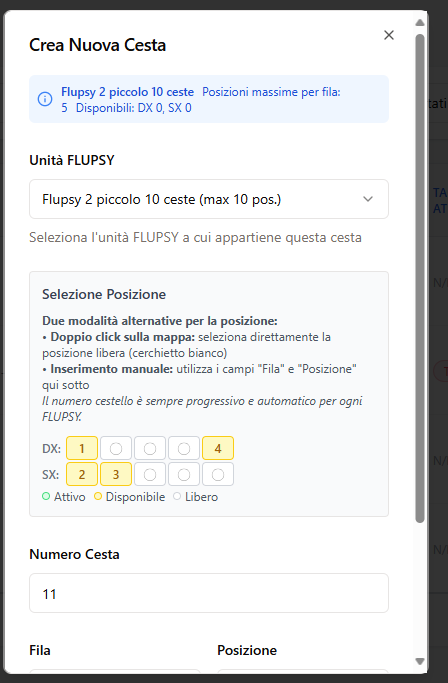 Crea Nuova Cesta
Flupsy 2 piccolo 10 ceste Posizioni massime per fila:
5 Disponibili: DX 0, SX 0
Unità FLUPSY
Flupsy 2 piccolo 10 ceste (max 10 pos.)
Seleziona l'unità FLUPSY a cui appartiene questa cesta
Selezione Posizione
Due modalità alternative per la posizione:
• Doppio click sulla mappa: seleziona direttamente la
posizione libera (cerchietto bianco)
• Inserimento manuale: utilizza i campi "Fila" e "Posizione"
qui sotto
Il numero cestello è sempre progressivo e automatico per ogni
FLUPSY.
DX: 1 4
SX: 2 3
Attivo Disponibile Libero
Numero Cesta
11
Fila Posizione